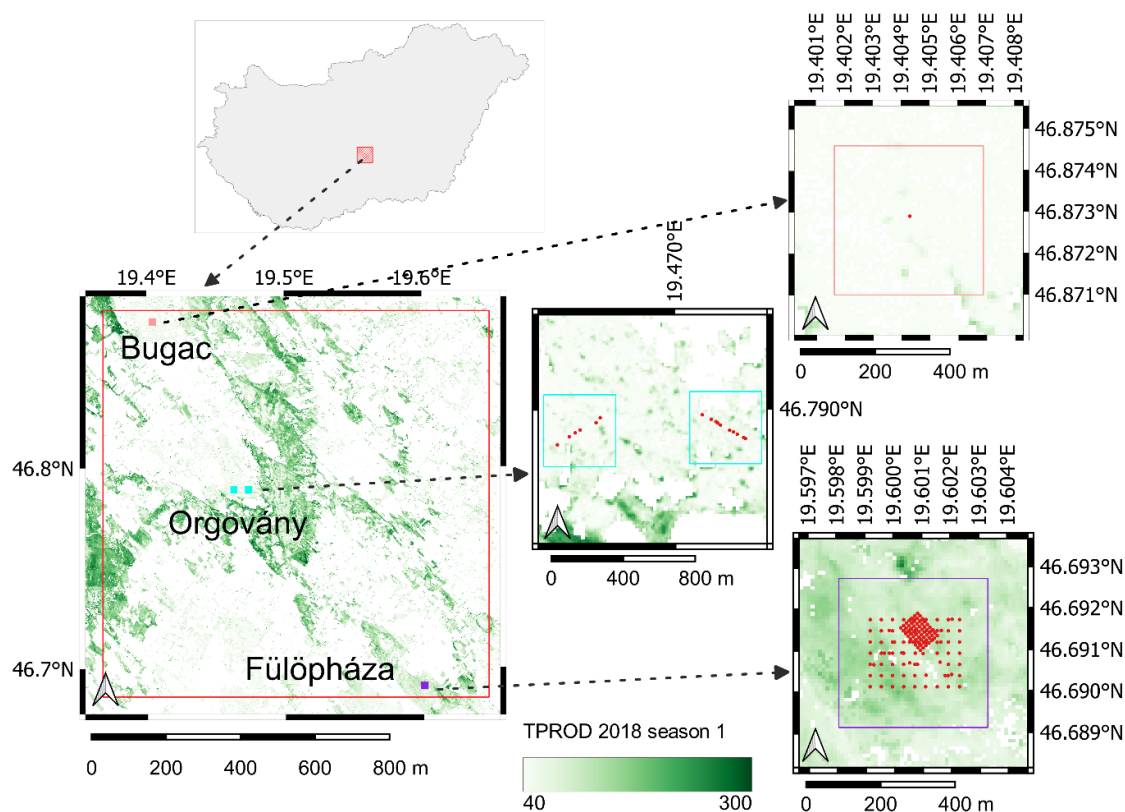 19.401°E
19.402°E
19.403°E
19.404°E
19.405°E
19.406°E
19.407°E
19.408°E
46.875°N
46.874°N
46.873°N
46.872°N
46.871°N
0 200 400 m
19.4°E 19.5°E 19.6°E
46.8°N
46.7°N
Bugac
Orgovány
Fülöpháza
0 200 400 600 800 m
19.470°E
46.790°N
0 400 800 m
19.597°E
19.598°E
19.599°E
19.600°E
19.601°E
19.602°E
19.603°E
19.604°E
46.693°N
46.692°N
46.691°N
46.690°N
46.689°N
0 200 400 m
TPROD 2018 season 1
40 300